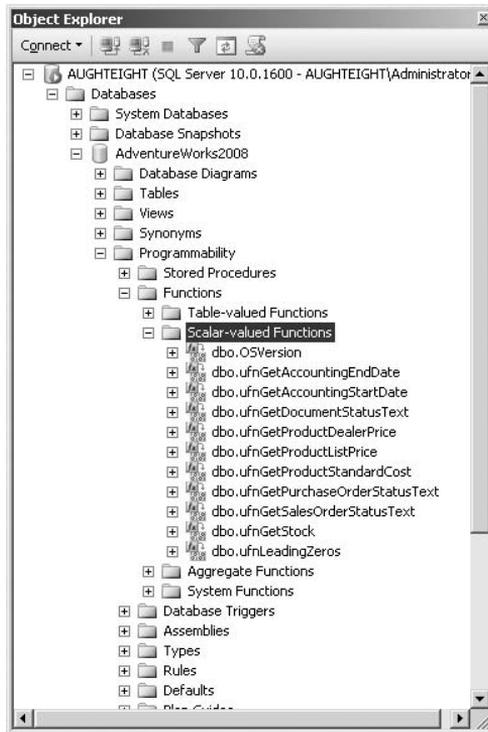 Object Explorer
Connect
AUGHTEIGHT (SQL Server 10.0.1600 - AUGHTEIGHT\Administrator
Databases
System Databases
Database Snapshots
AdventureWorks2008
Database Diagrams
Tables
Views
Synonyms
Programmability
Stored Procedures
Functions
Table-valued Functions
Scalar-valued Functions
dbo.OSVersion
dbo.ufnGetAccountingEndDate
dbo.ufnGetAccountingStartDate
dbo.ufnGetDocumentStatusText
dbo.ufnGetProductDealerPrice
dbo.ufnGetProductListPrice
dbo.ufnGetProductStandardCost
dbo.ufnGetPurchaseOrderStatusText
dbo.ufnGetSalesOrderStatusText
dbo.ufnGetStock
dbo.ufnLeadingZeros
Aggregate Functions
System Functions
Database Triggers
Assemblies
Types
Rules
Defaults
Plan Guides